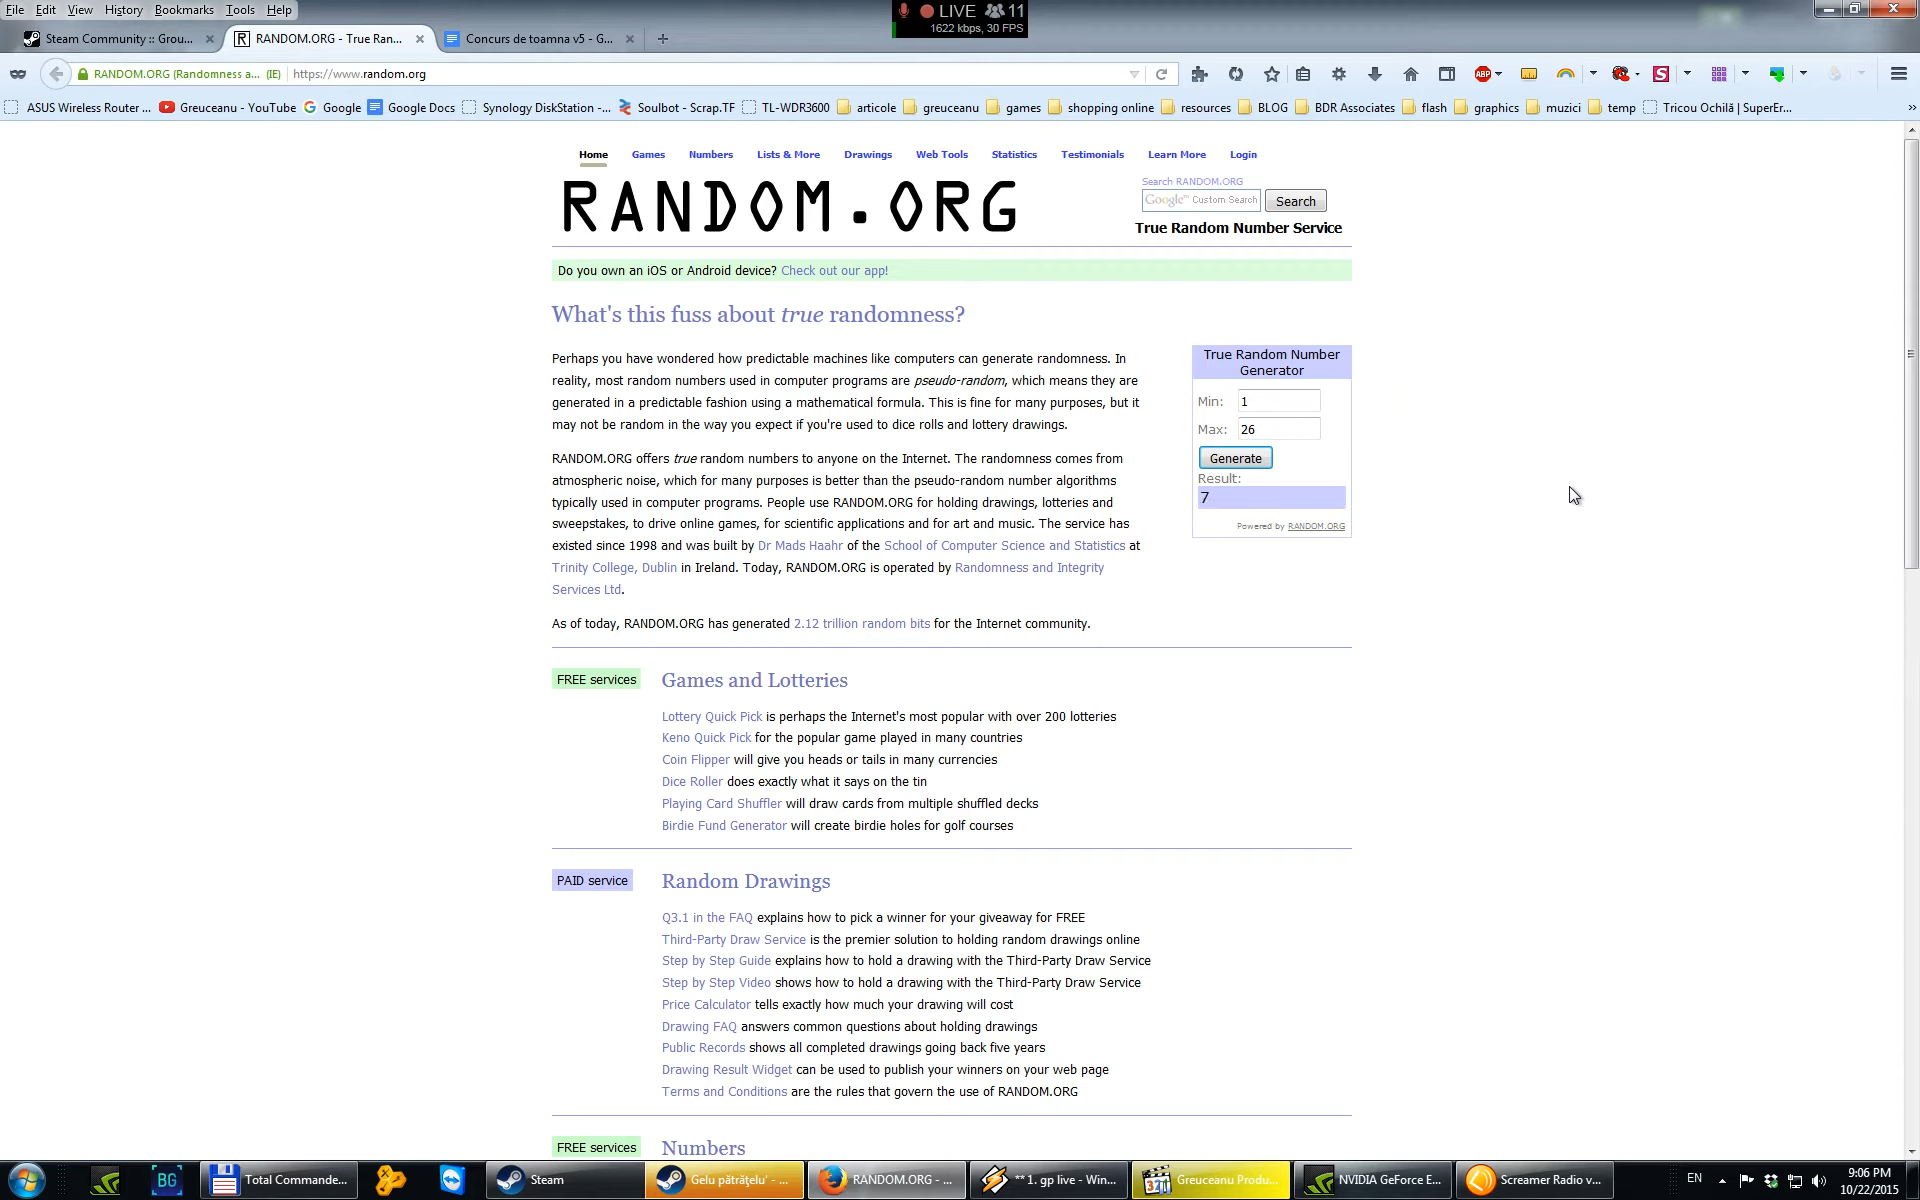 File Edit View History Bookmarks Tools Help
LIVE 11
1622 kbps, 30 FPS
Steam Community :: Grou...
RANDOM.ORG - True Ran...
Concurs de toamna v5 - G...
RANDOM.ORG (Randomness a... (IE) https://www.random.org
ASUS Wireless Router ... Greuceanu - YouTube Google Google Docs Synology DiskStation -... Soulbot - Scrap.TF TL-WDR3600 articole greuceanu games shopping online resources BLOG BDR Associates flash graphics muzici temp Tricou Ochilă | SuperEr...
Home Games Numbers Lists & More Drawings Web Tools Statistics Testimonials Learn More Login
RANDOM.ORG
Search RANDOM.ORG
Google™ Custom Search Search
True Random Number Service
Do you own an iOS or Android device? Check out our app!
What's this fuss about true randomness?
Perhaps you have wondered how predictable machines like computers can generate randomness. In
reality, most random numbers used in computer programs are pseudo-random, which means they are
generated in a predictable fashion using a mathematical formula. This is fine for many purposes, but it
may not be random in the way you expect if you're used to dice rolls and lottery drawings.
RANDOM.ORG offers true random numbers to anyone on the Internet. The randomness comes from
atmospheric noise, which for many purposes is better than the pseudo-random number algorithms
typically used in computer programs. People use RANDOM.ORG for holding drawings, lotteries and
sweepstakes, to drive online games, for scientific applications and for art and music. The service has
existed since 1998 and was built by Dr Mads Haahr of the School of Computer Science and Statistics at
Trinity College, Dublin in Ireland. Today, RANDOM.ORG is operated by Randomness and Integrity
Services Ltd.
As of today, RANDOM.ORG has generated 2.12 trillion random bits for the Internet community.
True Random Number
Generator
Min: 1
Max: 26
Generate
Result:
7
Powered by RANDOM.ORG
FREE services
Games and Lotteries
Lottery Quick Pick is perhaps the Internet's most popular with over 200 lotteries
Keno Quick Pick for the popular game played in many countries
Coin Flipper will give you heads or tails in many currencies
Dice Roller does exactly what it says on the tin
Playing Card Shuffler will draw cards from multiple shuffled decks
Birdie Fund Generator will create birdie holes for golf courses
PAID service
Random Drawings
Q3.1 in the FAQ explains how to pick a winner for your giveaway for FREE
Third-Party Draw Service is the premier solution to holding random drawings online
Step by Step Guide explains how to hold a drawing with the Third-Party Draw Service
Step by Step Video shows how to hold a drawing with the Third-Party Draw Service
Price Calculator tells exactly how much your drawing will cost
Drawing FAQ answers common questions about holding drawings
Public Records shows all completed drawings going back five years
Drawing Result Widget can be used to publish your winners on your web page
Terms and Conditions are the rules that govern the use of RANDOM.ORG
FREE services
Numbers
BG Total Commande... Steam Gelu pătrăţelu' - ... RANDOM.ORG - ... ** 1. gp live - Win... Greuceanu Produ... NVIDIA GeForce E... Screamer Radio v... EN 9:06 PM
10/22/2015